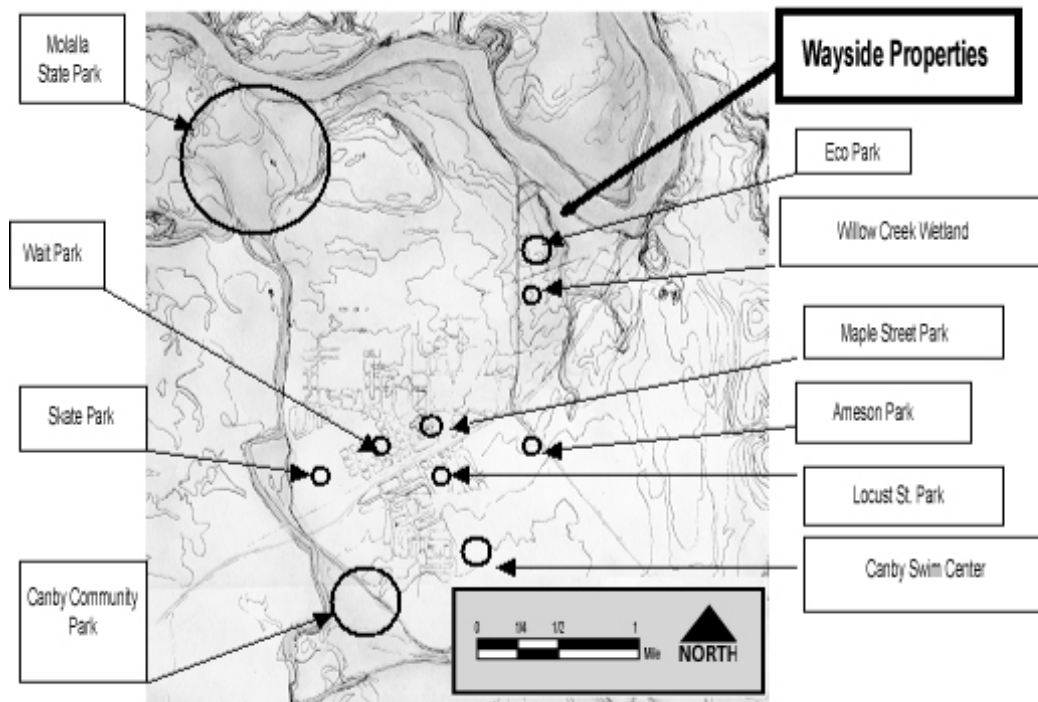 Molalla
State Park
Wayside Properties
Eco Park
Willow Creek Wetland
Wait Park
Maple Street Park
Skate Park
Arneson Park
Locust St. Park
Canby Swim Center
Canby Community
Park
0 1/4 1/2 1
Mile
NORTH